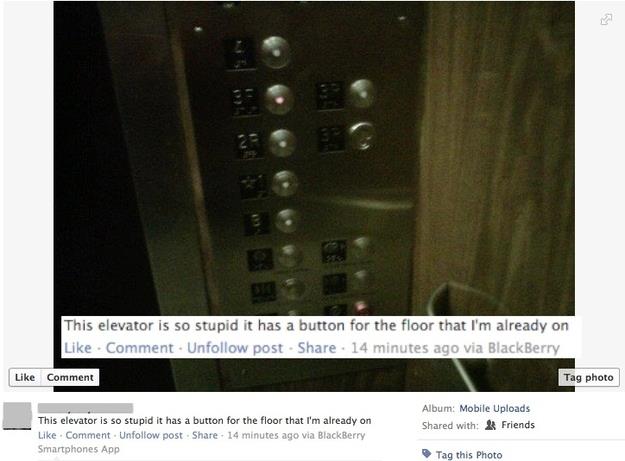 3F
2R
★1
B
This elevator is so stupid it has a button for the floor that I'm already on
Like · Comment · Unfollow post · Share · 14 minutes ago via BlackBerry
Like Comment
Tag photo
This elevator is so stupid it has a button for the floor that I'm already on
Like · Comment · Unfollow post · Share · 14 minutes ago via BlackBerry
Smartphones App
Album: Mobile Uploads
Shared with: Friends
Tag this Photo